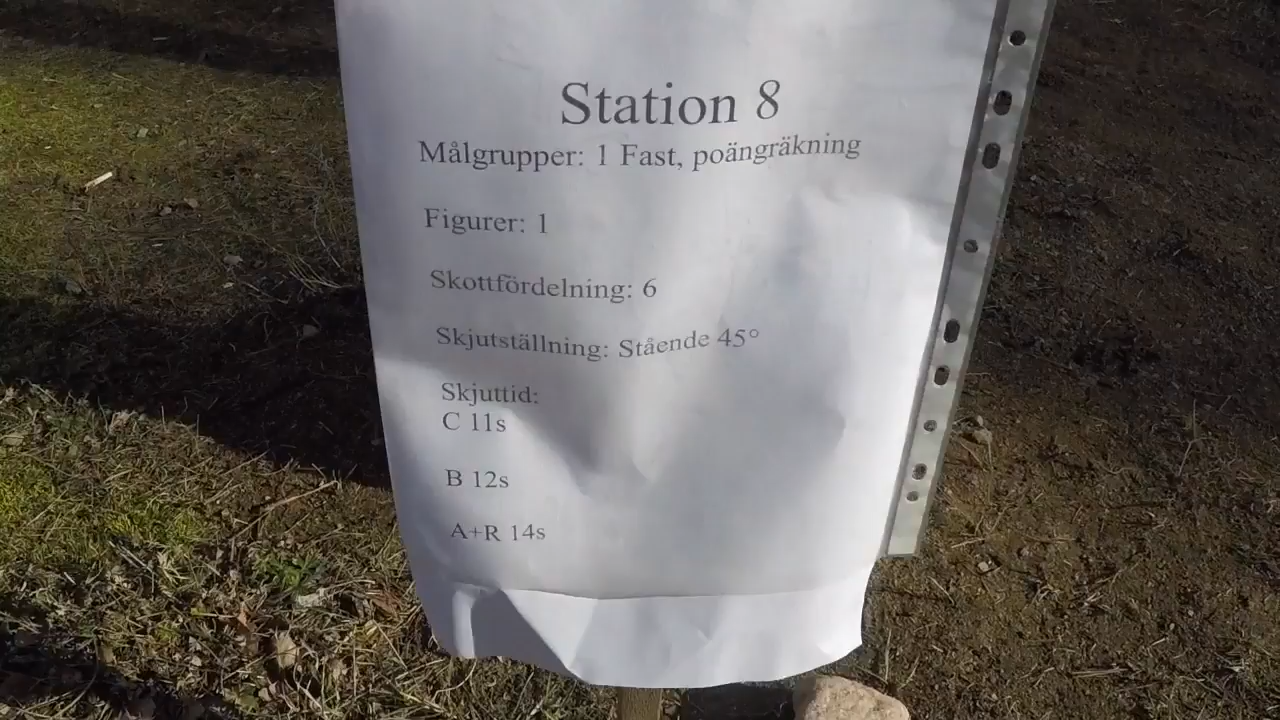 Station 8
Målgrupper: 1 Fast, poängräkning
Figurer: 1
Skottfördelning: 6
Skjutställning: Stående 45°
Skjuttid:
C 11s
B 12s
A+R 14s